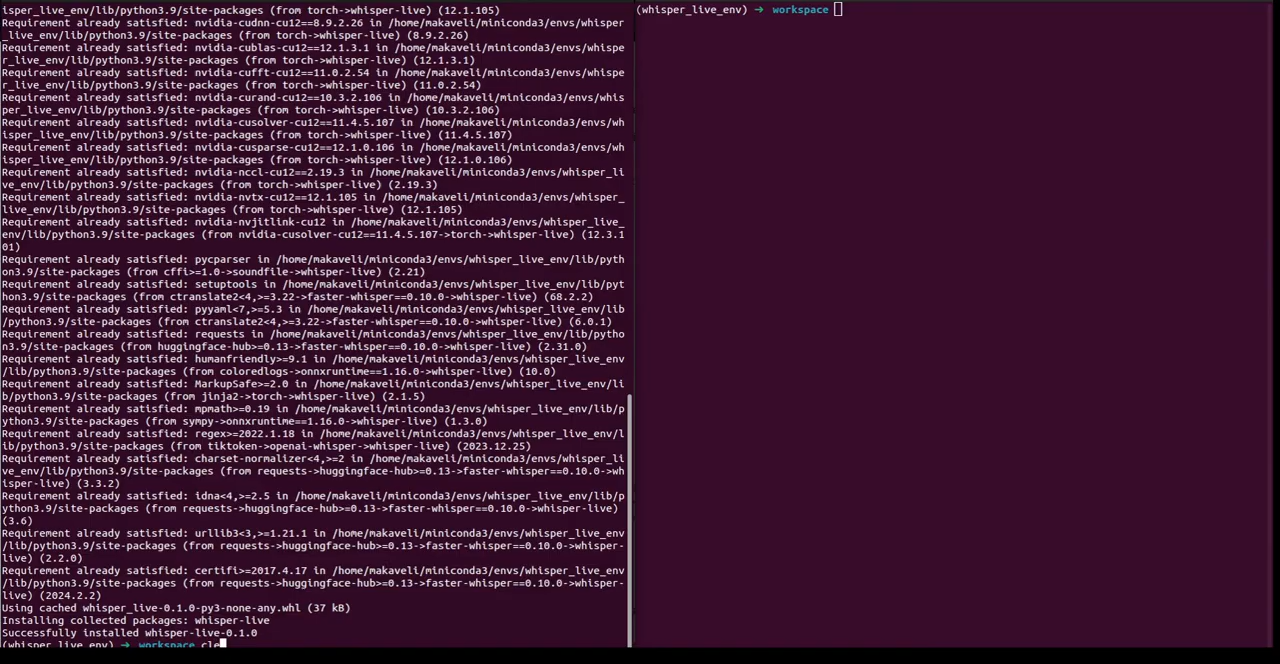 isper_live_env/lib/python3.9/site-packages (from torch->whisper-live) (12.1.105)
Requirement already satisfied: nvidia-cudnn-cu12==8.9.2.26 in /home/makaveli/miniconda3/envs/whisper
_live_env/lib/python3.9/site-packages (from torch->whisper-live) (8.9.2.26)
Requirement already satisfied: nvidia-cublas-cu12==12.1.3.1 in /home/makaveli/miniconda3/envs/whispe
r_live_env/lib/python3.9/site-packages (from torch->whisper-live) (12.1.3.1)
Requirement already satisfied: nvidia-cufft-cu12==11.0.2.54 in /home/makaveli/miniconda3/envs/whispe
r_live_env/lib/python3.9/site-packages (from torch->whisper-live) (11.0.2.54)
Requirement already satisfied: nvidia-curand-cu12==10.3.2.106 in /home/makaveli/miniconda3/envs/whis
per_live_env/lib/python3.9/site-packages (from torch->whisper-live) (10.3.2.106)
Requirement already satisfied: nvidia-cusolver-cu12==11.4.5.107 in /home/makaveli/miniconda3/envs/wh
isper_live_env/lib/python3.9/site-packages (from torch->whisper-live) (11.4.5.107)
Requirement already satisfied: nvidia-cusparse-cu12==12.1.0.106 in /home/makaveli/miniconda3/envs/wh
isper_live_env/lib/python3.9/site-packages (from torch->whisper-live) (12.1.0.106)
Requirement already satisfied: nvidia-nccl-cu12==2.19.3 in /home/makaveli/miniconda3/envs/whisper_li
ve_env/lib/python3.9/site-packages (from torch->whisper-live) (2.19.3)
Requirement already satisfied: nvidia-nvtx-cu12==12.1.105 in /home/makaveli/miniconda3/envs/whisper_
live_env/lib/python3.9/site-packages (from torch->whisper-live) (12.1.105)
Requirement already satisfied: nvidia-nvjitlink-cu12 in /home/makaveli/miniconda3/envs/whisper_live_
env/lib/python3.9/site-packages (from nvidia-cusolver-cu12==11.4.5.107->torch->whisper-live) (12.3.1
01)
Requirement already satisfied: pycparser in /home/makaveli/miniconda3/envs/whisper_live_env/lib/pyth
on3.9/site-packages (from cffi>=1.0->soundfile->whisper-live) (2.21)
Requirement already satisfied: setuptools in /home/makaveli/miniconda3/envs/whisper_live_env/lib/pyt
hon3.9/site-packages (from ctranslate2<4,>=3.22->faster-whisper==0.10.0->whisper-live) (68.2.2)
Requirement already satisfied: pyyaml<7,>=5.3 in /home/makaveli/miniconda3/envs/whisper_live_env/lib
/python3.9/site-packages (from ctranslate2<4,>=3.22->faster-whisper==0.10.0->whisper-live) (6.0.1)
Requirement already satisfied: requests in /home/makaveli/miniconda3/envs/whisper_live_env/lib/pytho
n3.9/site-packages (from huggingface-hub>=0.13->faster-whisper==0.10.0->whisper-live) (2.31.0)
Requirement already satisfied: humanfriendly>=9.1 in /home/makaveli/miniconda3/envs/whisper_live_env
/lib/python3.9/site-packages (from coloredlogs->onnxruntime==1.16.0->whisper-live) (10.0)
Requirement already satisfied: MarkupSafe>=2.0 in /home/makaveli/miniconda3/envs/whisper_live_env/li
b/python3.9/site-packages (from jinja2->torch->whisper-live) (2.1.5)
Requirement already satisfied: mpmath>=0.19 in /home/makaveli/miniconda3/envs/whisper_live_env/lib/p
ython3.9/site-packages (from sympy->onnxruntime==1.16.0->whisper-live) (1.3.0)
Requirement already satisfied: regex>=2022.1.18 in /home/makaveli/miniconda3/envs/whisper_live_env/l
ib/python3.9/site-packages (from tiktoken->openai-whisper->whisper-live) (2023.12.25)
Requirement already satisfied: charset-normalizer<4,>=2 in /home/makaveli/miniconda3/envs/whisper_li
ve_env/lib/python3.9/site-packages (from requests->huggingface-hub>=0.13->faster-whisper==0.10.0->wh
isper-live) (3.3.2)
Requirement already satisfied: idna<4,>=2.5 in /home/makaveli/miniconda3/envs/whisper_live_env/lib/p
ython3.9/site-packages (from requests->huggingface-hub>=0.13->faster-whisper==0.10.0->whisper-live)
(3.6)
Requirement already satisfied: urllib3<3,>=1.21.1 in /home/makaveli/miniconda3/envs/whisper_live_env
/lib/python3.9/site-packages (from requests->huggingface-hub>=0.13->faster-whisper==0.10.0->whisper-
live) (2.2.0)
Requirement already satisfied: certifi>=2017.4.17 in /home/makaveli/miniconda3/envs/whisper_live_env
/lib/python3.9/site-packages (from requests->huggingface-hub>=0.13->faster-whisper==0.10.0->whisper-
live) (2024.2.2)
Using cached whisper_live-0.1.0-py3-none-any.whl (37 kB)
Installing collected packages: whisper-live
Successfully installed whisper-live-0.1.0
(whisper_live_env) → workspace cle
(whisper_live_env) → workspace